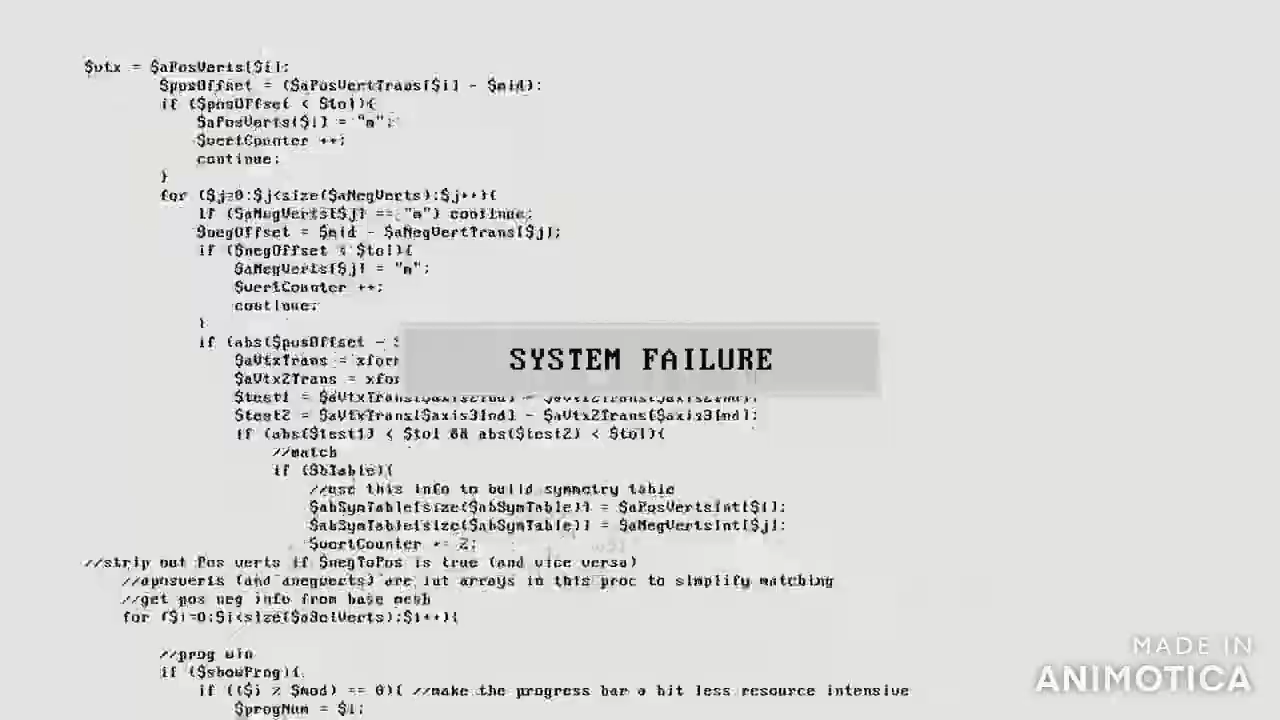 $vtx = $aPosVerts[$i];
$posOffset = ($aPosVertTrans[$i] - $mid);
if ($posOffset < $tol){
$aPosVerts[$i] = "m";
$vertCounter ++;
continue;
}
for ($j=0;$j<size($aNegVerts);$j++){
if ($aNegVerts[$j] == "m") continue;
$negOffset = $mid - $aNegVertTrans[$j];
if ($negOffset < $tol){
$aNegVerts[$j] = "m";
$vertCounter ++;
continue;
}
if (abs($posOffset -
SYSTEM FAILURE
$aVtxTrans = xform
$aVtx2Trans = xfor
$test1 = $aVtxTrans[$axis2Ind] - $aVtx2Trans[$axis2Ind];
$test2 = $aVtxTrans[$axis3Ind] - $aVtx2Trans[$axis3Ind];
if (abs($test1) < $tol && abs($test2) < $tol){
//match
if ($bTable){
//use this info to build symmetry table
$abSymTable[size($abSymTable)] = $aPosVertsInt[$i];
$abSymTable[size($abSymTable)] = $aNegVertsInt[$j];
$vertCounter += 2;
//strip out Pos verts if $negToPos is true (and vice versa)
//aposverts (and anegverts) are int arrays in this proc to simplify matching
//get pos neg info from base mesh
for ($i=0;$i<size($aSelVerts);$i++){
//prog win
if ($showProg){
if (($i % $mod) == 0){ //make the progress bar a bit less resource intensive
$progNum = $i;
MADE IN
ANIMOTICA